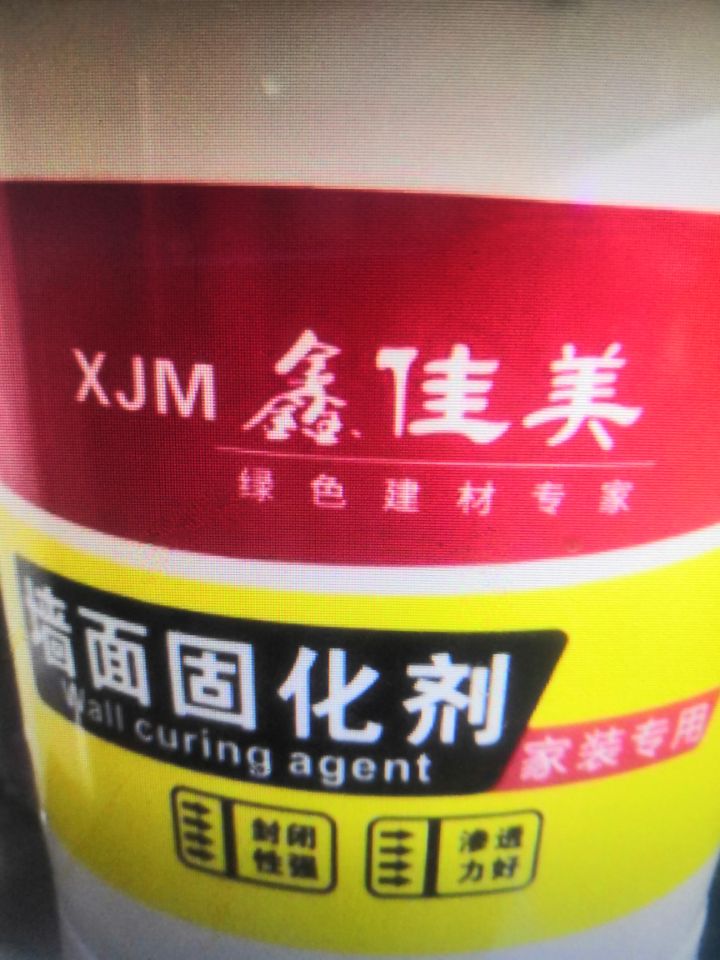 XJM 鑫佳美
绿色建材专家
墙面固化剂
Wall curing agent
家装专用
封闭
性强
渗透
力好